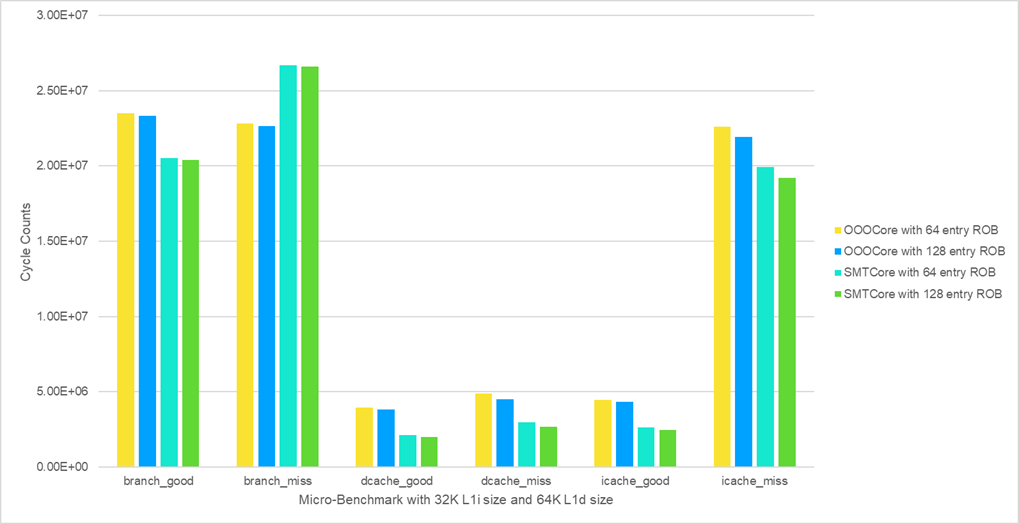 3.00E+07
2.50E+07
2.00E+07
1.50E+07
1.00E+07
5.00E+06
0.00E+00
Cycle Counts
branch_good branch_miss dcache_good dcache_miss icache_good icache_miss
Micro-Benchmark with 32K L1i size and 64K L1d size
OOOCore with 64 entry ROB
OOOCore with 128 entry ROB
SMTCore with 64 entry ROB
SMTCore with 128 entry ROB